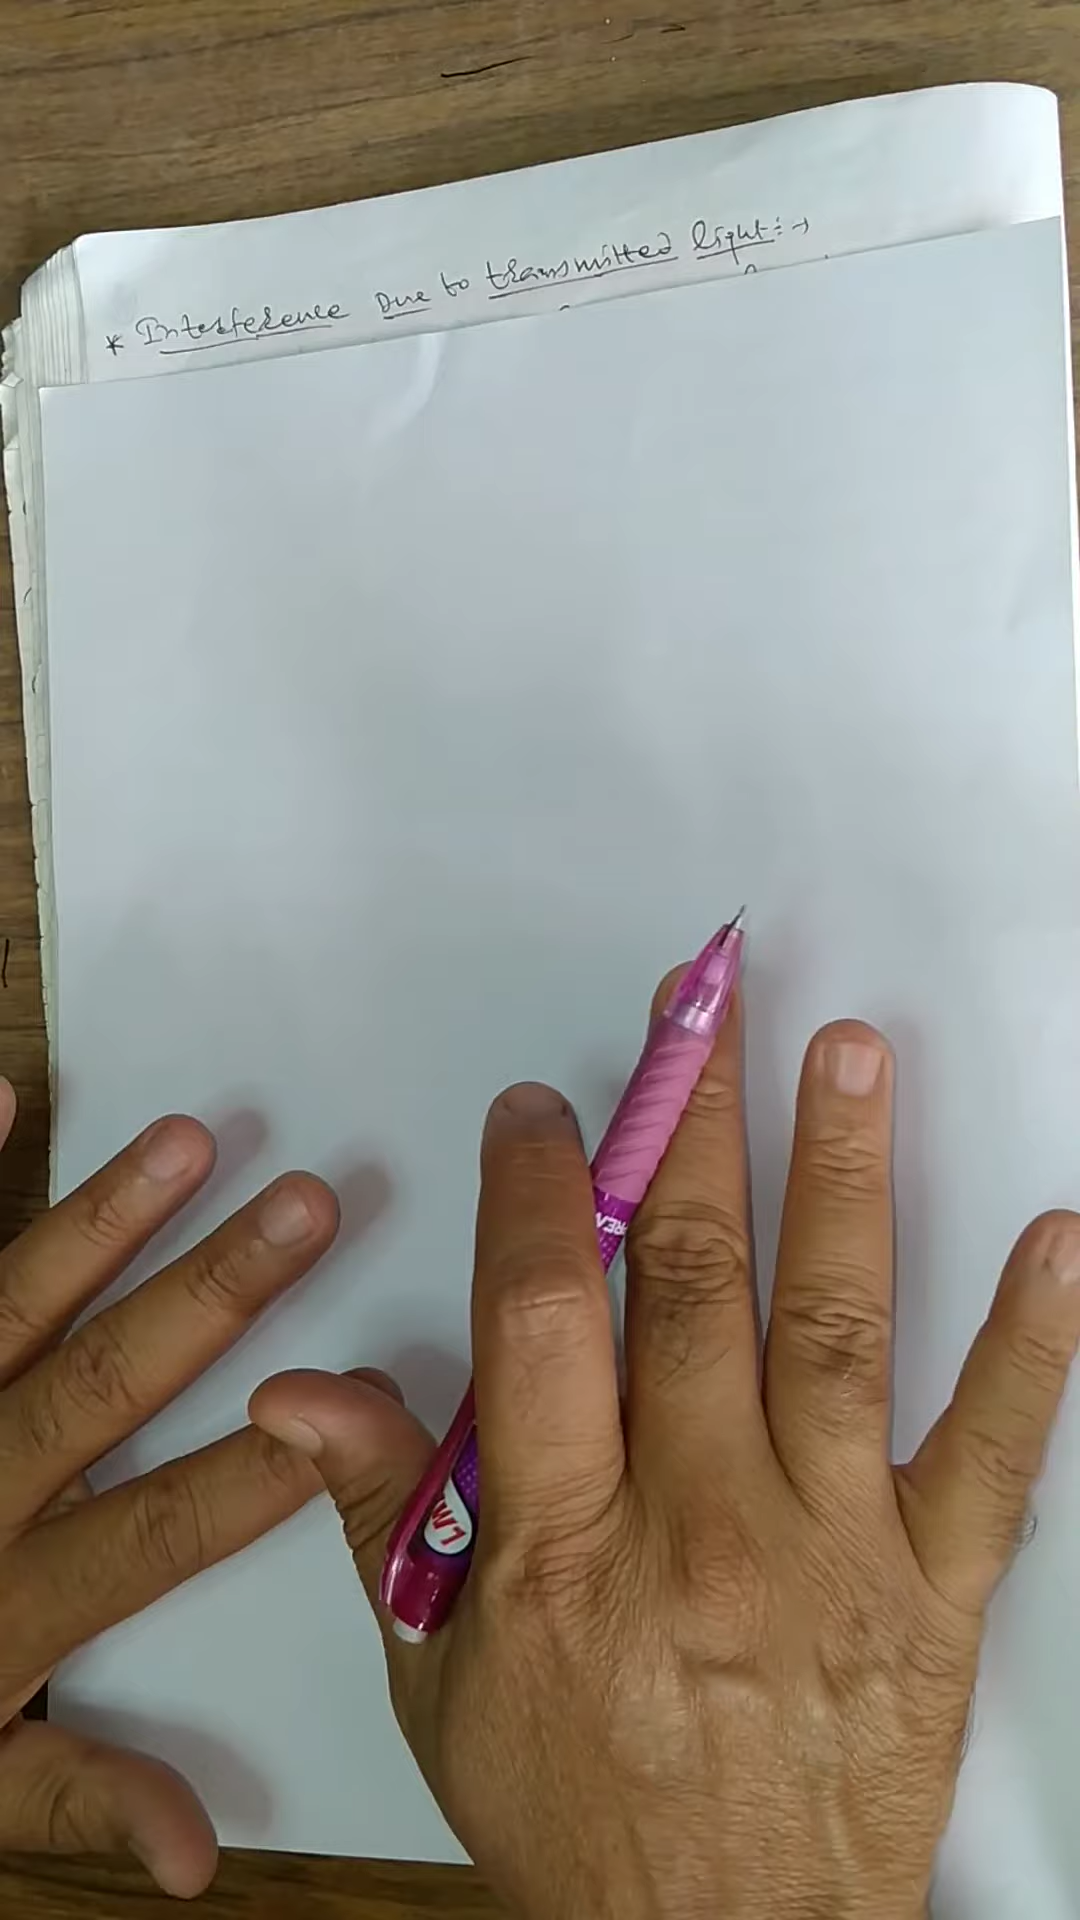 * Interference Due to transmitted light :→